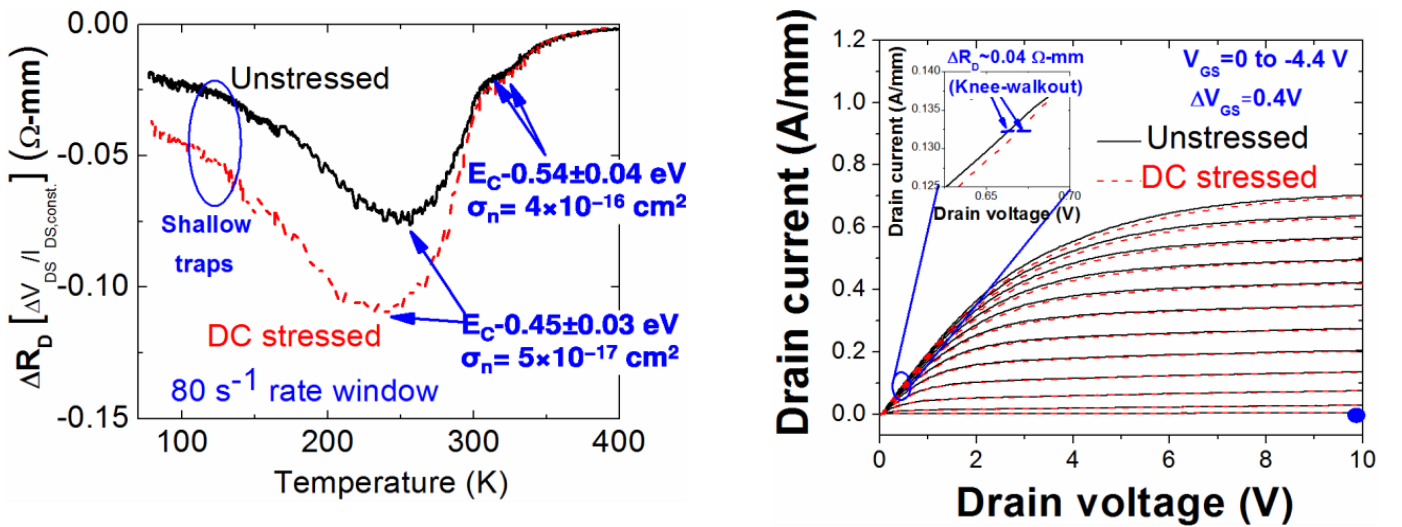 0.00
-0.05
-0.10
-0.15
ΔR_D [ΔV_DS/I_DS,const.] (Ω-mm)
Unstressed
Shallow
traps
E_C-0.54±0.04 eV
σ_n= 4×10^–16 cm^2
DC stressed
E_C-0.45±0.03 eV
σ_n= 5×10^–17 cm^2
80 s^-1 rate window
100 200 300 400
Temperature (K)
1.2
1.0
0.8
0.6
0.4
0.2
0.0
Drain current (A/mm)
ΔR_D~0.04 Ω-mm
(Knee-walkout)
0.140
0.135
0.130
0.125
Drain current (A/mm)
0.65 0.70
Drain voltage (V)
V_GS=0 to -4.4 V
ΔV_GS=0.4V
Unstressed
DC stressed
0 2 4 6 8 10
Drain voltage (V)